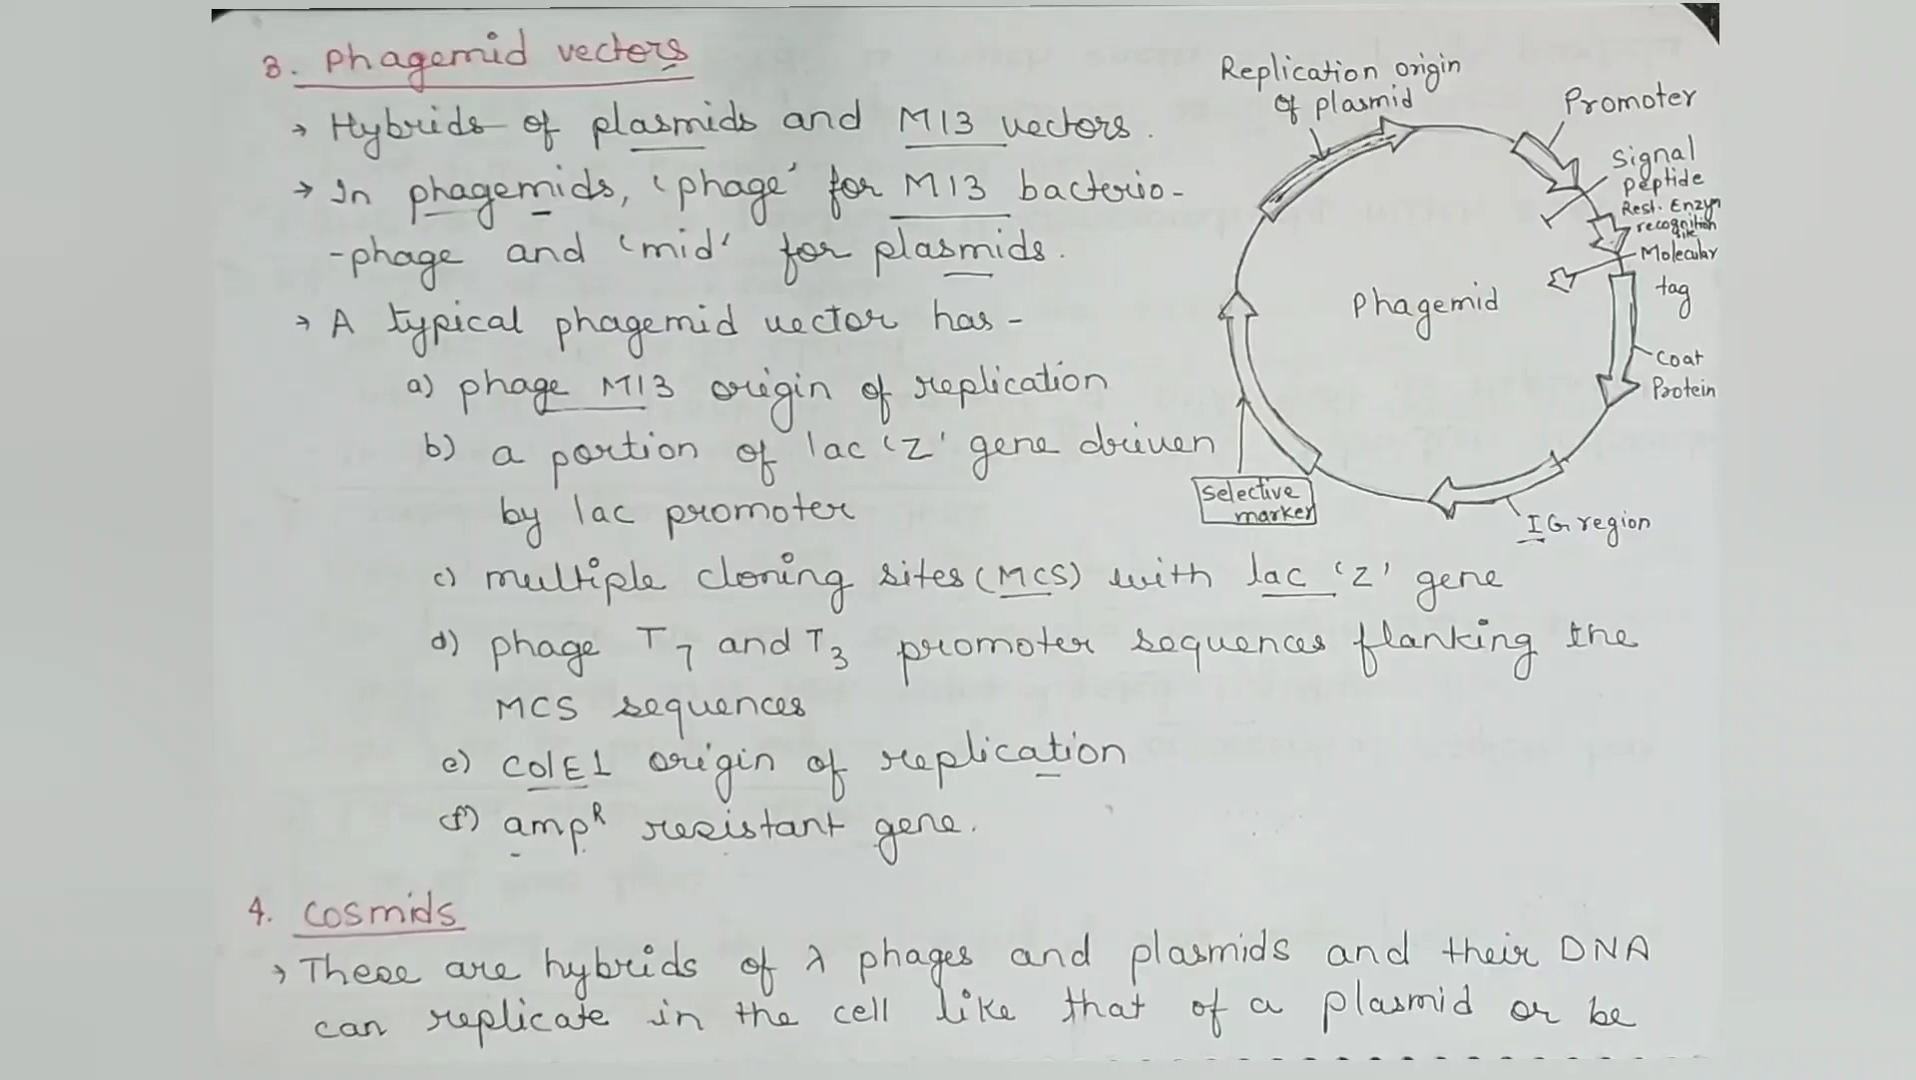 3. Phagemid vectors
→ Hybrids of plasmids and M13 vectors.
→ In phagemids, 'phage' for M13 bacterio-
-phage and 'mid' for plasmids.
→ A typical phagemid vector has -
a) phage M13 origin of replication
b) a portion of lac 'Z' gene driven
by lac promoter
c) multiple cloning sites (MCS) with lac 'Z' gene
d) phage T7 and T3 promoter sequences flanking the
MCS sequences
e) ColE1 origin of replication
(f) ampR resistant gene.
Replication origin
of plasmid
Promoter
Signal
peptide
Rest. Enzym
recognition
site
Molecular
tag
Phagemid
Coat
Protein
IG region
Selective
marker
4. Cosmids
→ These are hybrids of λ phages and plasmids and their DNA
can replicate in the cell like that of a plasmid or be